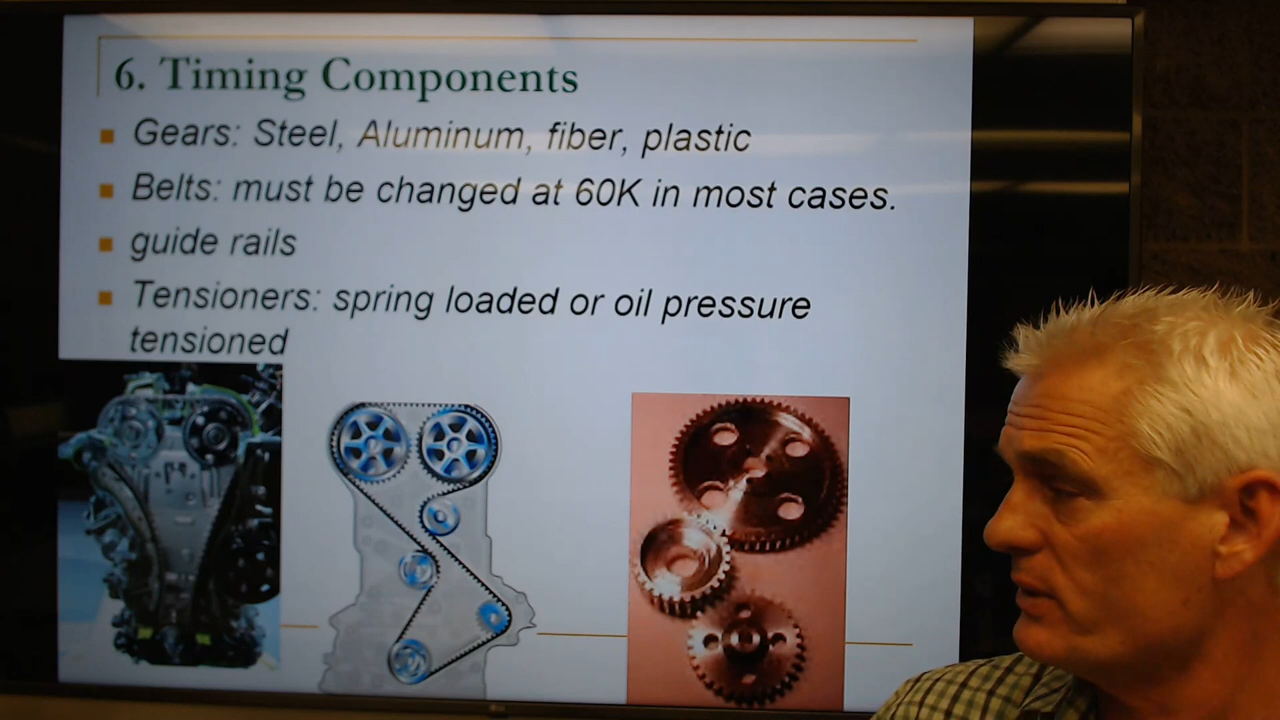 6. Timing Components
Gears: Steel, Aluminum, fiber, plastic
Belts: must be changed at 60K in most cases.
guide rails
Tensioners: spring loaded or oil pressure
tensioned